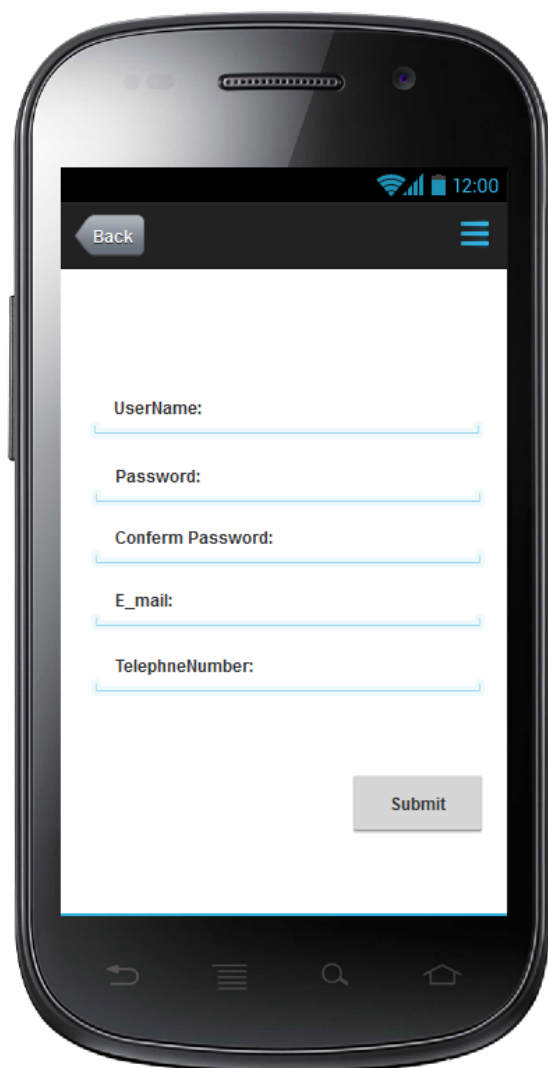 12:00
Back
UserName:
Password:
Conferm Password:
E_mail:
TelephneNumber:
Submit